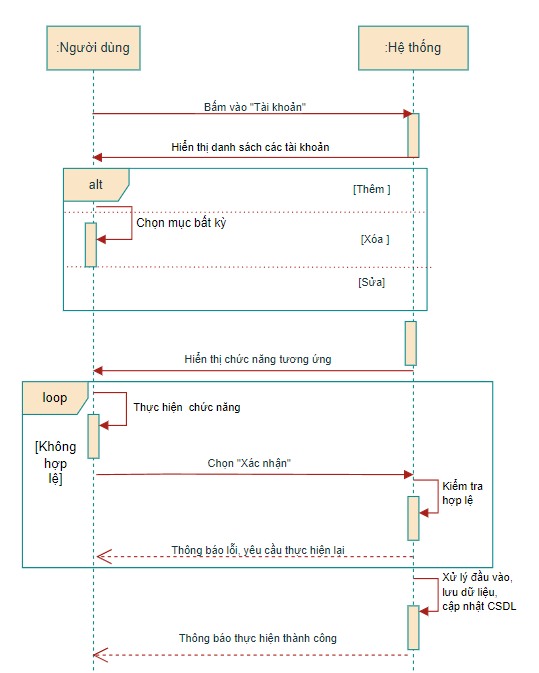 :Người dùng
:Hệ thống
Bấm vào "Tài khoản"
Hiển thị danh sách các tài khoản
alt
[Thêm ]
Chọn mục bất kỳ
[Xóa ]
[Sửa]
Hiển thị chức năng tương ứng
loop
Thực hiện chức năng
[Không
hợp
lệ]
Chọn "Xác nhận"
Kiểm tra
hợp lệ
Thông báo lỗi, yêu cầu thực hiện lại
Xử lý đầu vào,
lưu dữ liệu,
cập nhật CSDL
Thông báo thực hiện thành công